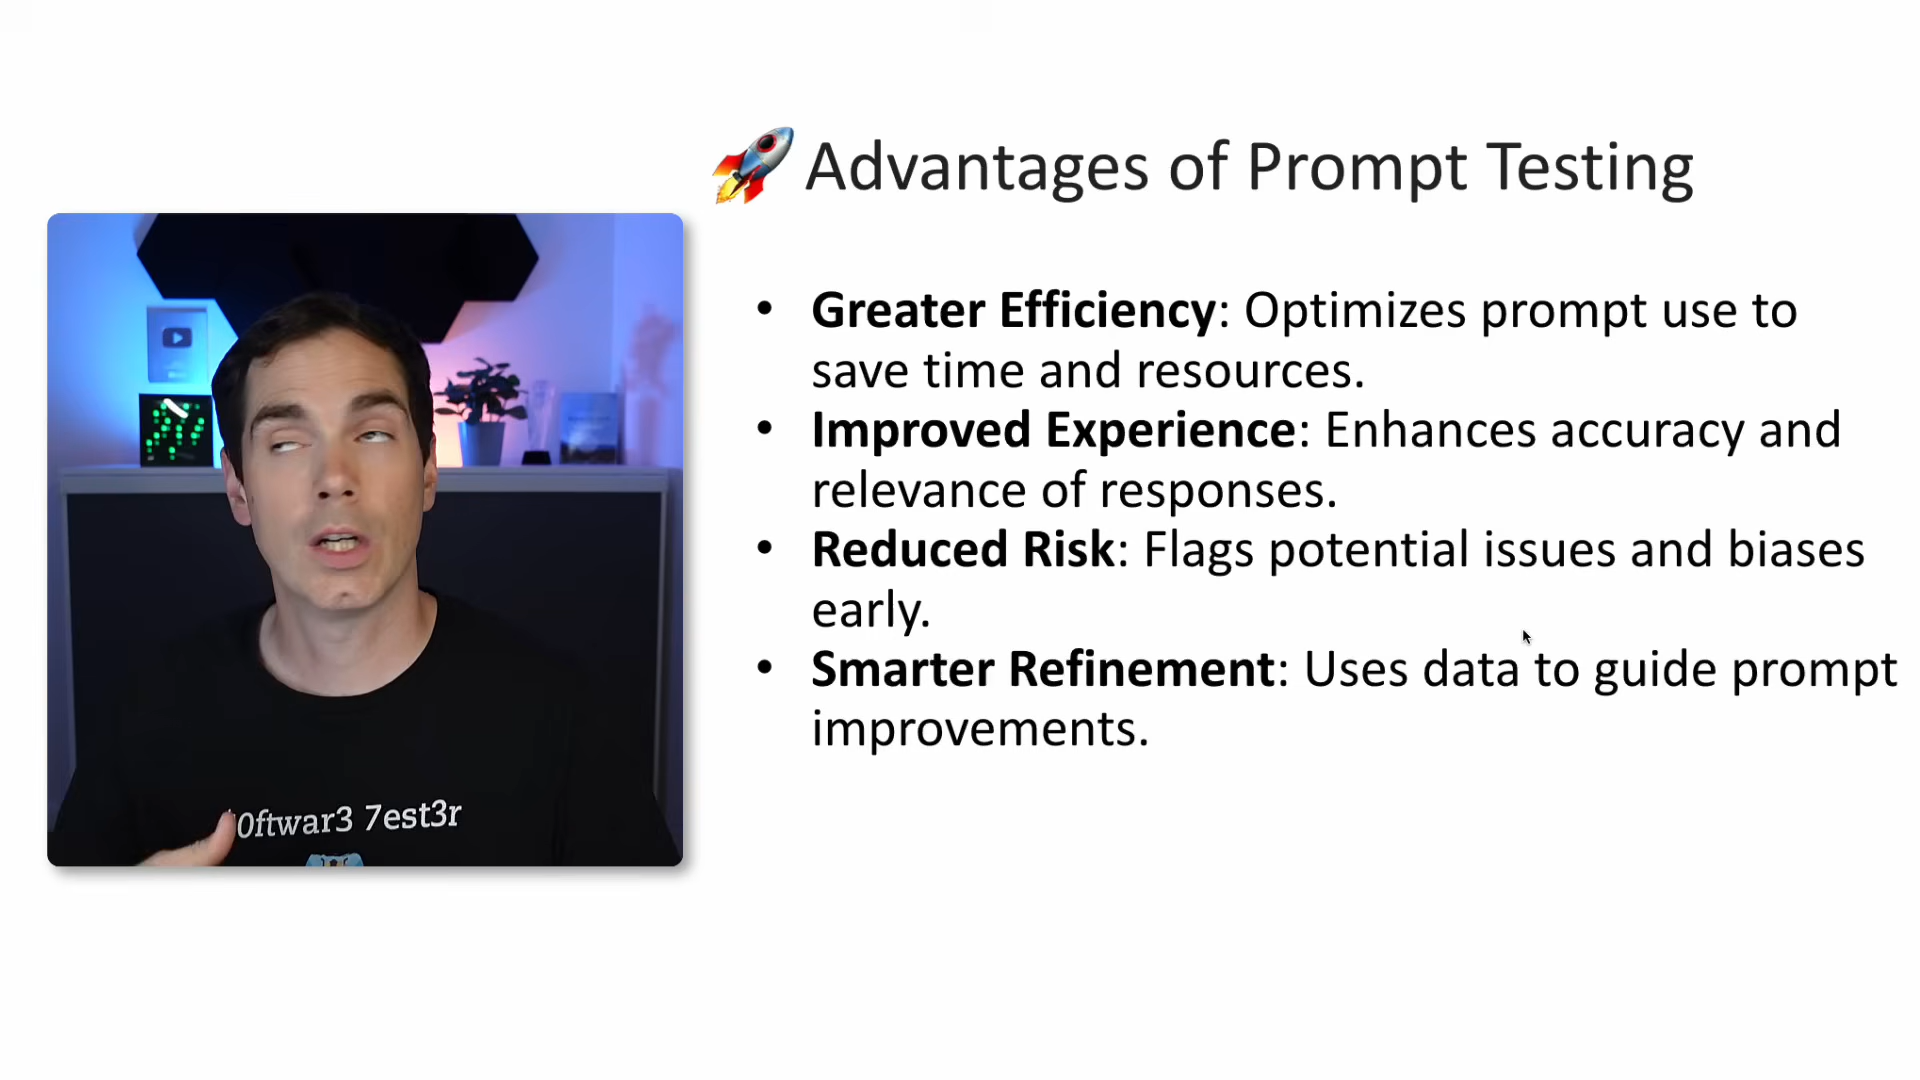 Advantages of Prompt Testing
• Greater Efficiency: Optimizes prompt use to
save time and resources.
• Improved Experience: Enhances accuracy and
relevance of responses.
• Reduced Risk: Flags potential issues and biases
early.
• Smarter Refinement: Uses data to guide prompt
improvements.
0ftwar3 7est3r